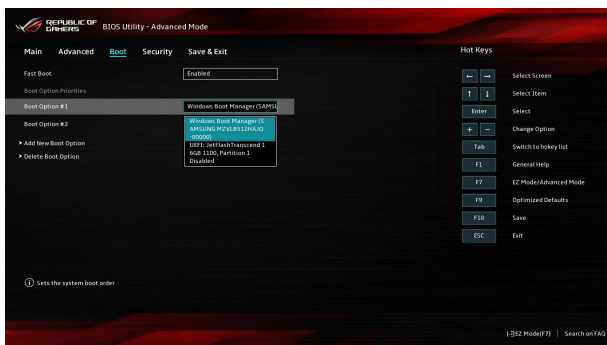 REPUBLIC OF
GAMERS
BIOS Utility - Advanced Mode
Main Advanced Boot Security Save & Exit
Hot Keys
Fast Boot Enabled
Boot Option Priorities
Boot Option #1 Windows Boot Manager (SAMSU
Boot Option #2
Windows Boot Manager (S
AMSUNG MZVLB512HAJQ
-00000)
UEFI: JetFlashTranscend 1
6GB 1100, Partition 1
Disabled
> Add New Boot Option
> Delete Boot Option
← → Select Screen
↑ ↓ Select Item
Enter Select
+ − Change Option
Tab Switch to hokey list
F1 General Help
F7 EZ Mode/Advanced Mode
F9 Optimized Defaults
F10 Save
ESC Exit
i Sets the system boot order
EZ Mode(F7) | Search on FAQ